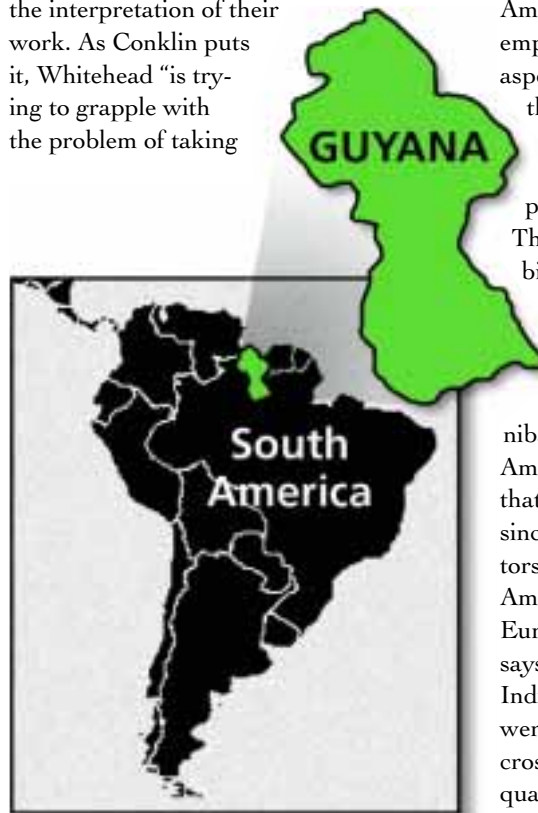 the interpretation of their
work. As Conklin puts
it, Whitehead “is try-
ing to grapple with
the problem of taking
GUYANA
South
America
Am
emp
aspe
th
p
Th
bi
nib
Am
that
sinc
tors
Am
Eur
says
Ind
wer
cros
qua